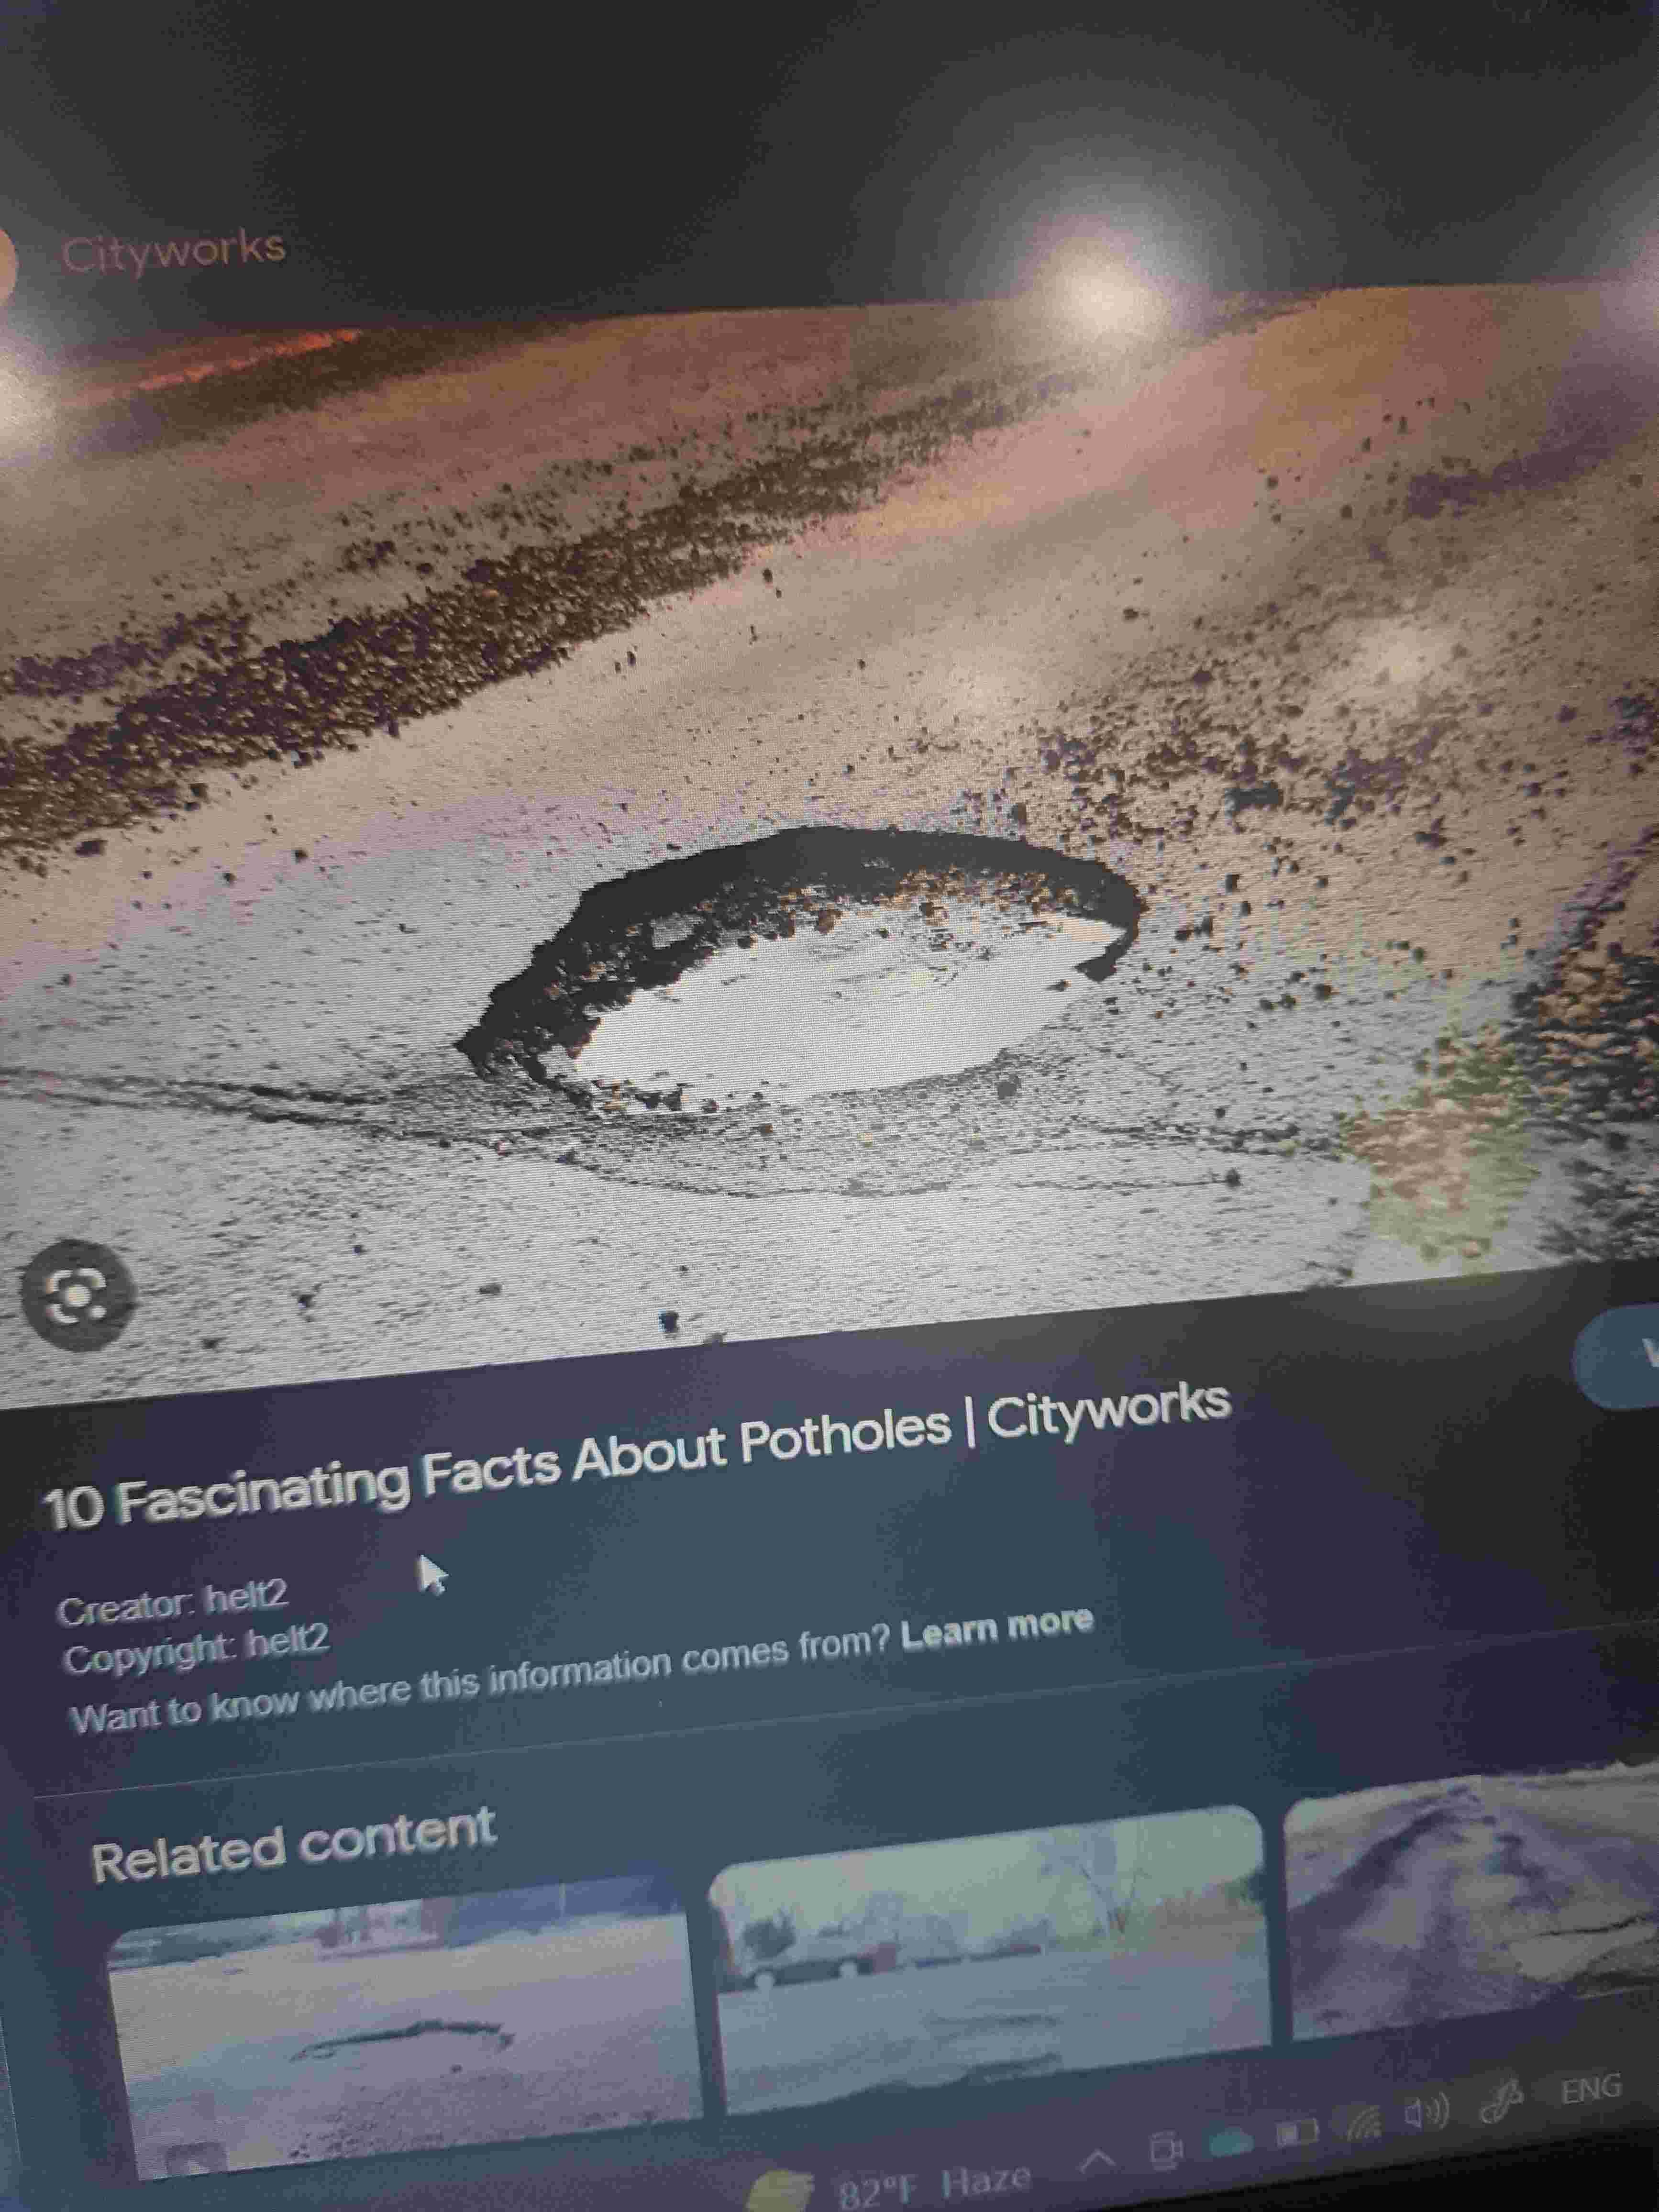 Cityworks
10 Fascinating Facts About Potholes | Cityworks
Creator: helt2
Copyright: helt2
Want to know where this information comes from? Learn more
Related content
82°F Haze
ENG